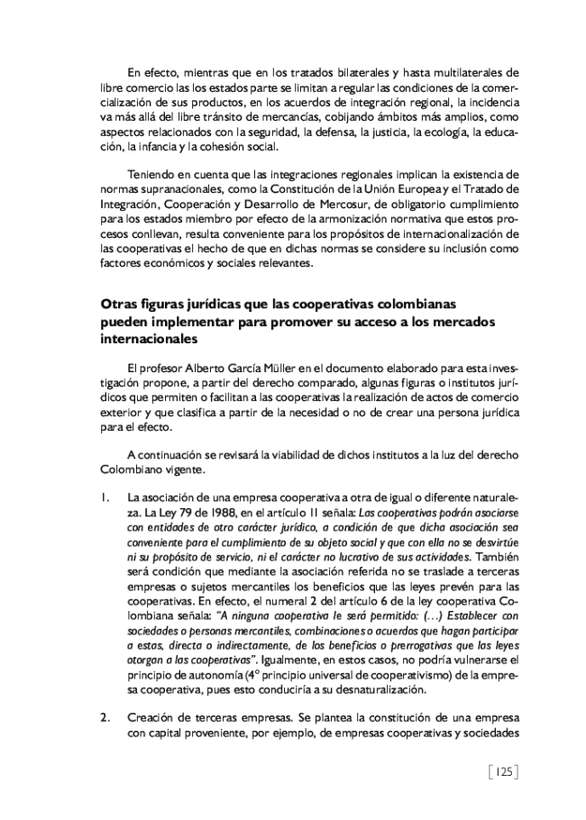 En efecto, mientras que en los tratados bilaterales y hasta multilaterales de
libre comercio las los estados parte se limitan a regular las condiciones de la comer-
cialización de sus productos, en los acuerdos de integración regional, la incidencia
va más allá del libre tránsito de mercancías, cobijando ámbitos más amplios, como
aspectos relacionados con la seguridad, la defensa, la justicia, la ecología, la educa-
ción, la infancia y la cohesión social.
Teniendo en cuenta que las integraciones regionales implican la existencia de
normas supranacionales, como la Constitución de la Unión Europea y el Tratado de
Integración, Cooperación y Desarrollo de Mercosur, de obligatorio cumplimiento
para los estados miembro por efecto de la armonización normativa que estos pro-
cesos conllevan, resulta conveniente para los propósitos de internacionalización de
las cooperativas el hecho de que en dichas normas se considere su inclusión como
factores económicos y sociales relevantes.
Otras figuras jurídicas que las cooperativas colombianas
pueden implementar para promover su acceso a los mercados
internacionales
El profesor Alberto García Müller en el documento elaborado para esta inves-
tigación propone, a partir del derecho comparado, algunas figuras o institutos jurí-
dicos que permiten o facilitan a las cooperativas la realización de actos de comercio
exterior y que clasifica a partir de la necesidad o no de crear una persona jurídica
para el efecto.
A continuación se revisará la viabilidad de dichos institutos a la luz del derecho
Colombiano vigente.
1. La asociación de una empresa cooperativa a otra de igual o diferente naturale-
za. La Ley 79 de 1988, en el artículo 11 señala: Las cooperativas podrán asociarse
con entidades de otro carácter jurídico, a condición de que dicha asociación sea
conveniente para el cumplimiento de su objeto social y que con ella no se desvirtúe
ni su propósito de servicio, ni el carácter no lucrativo de sus actividades. También
será condición que mediante la asociación referida no se traslade a terceras
empresas o sujetos mercantiles los beneficios que las leyes prevén para las
cooperativas. En efecto, el numeral 2 del artículo 6 de la ley cooperativa Co-
lombiana señala: "A ninguna cooperativa le será permitido: (…) Establecer con
sociedades o personas mercantiles, combinaciones o acuerdos que hagan participar
a estas, directa o indirectamente, de los beneficios o prerrogativas que las leyes
otorgan a las cooperativas". Igualmente, en estos casos, no podría vulnerarse el
principio de autonomía (4º principio universal de cooperativismo) de la empre-
sa cooperativa, pues esto conduciría a su desnaturalización.
2. Creación de terceras empresas. Se plantea la constitución de una empresa
con capital proveniente, por ejemplo, de empresas cooperativas y sociedades
[125]